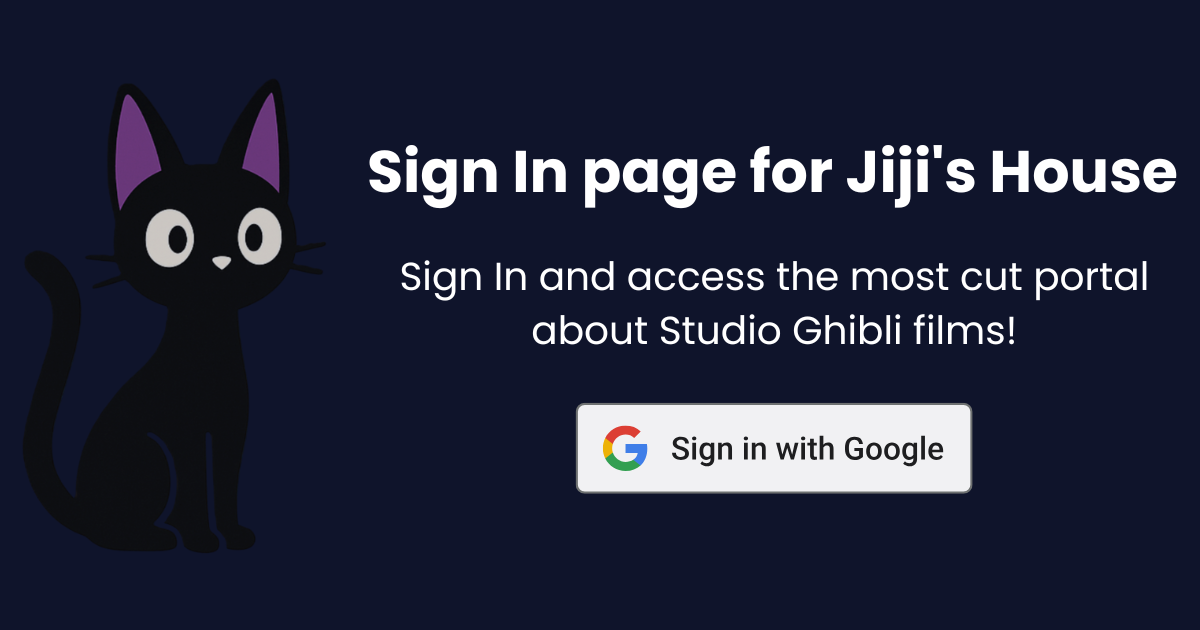 Sign In page for Jiji's House
Sign In and access the most cut portal
about Studio Ghibli films!
Sign in with Google